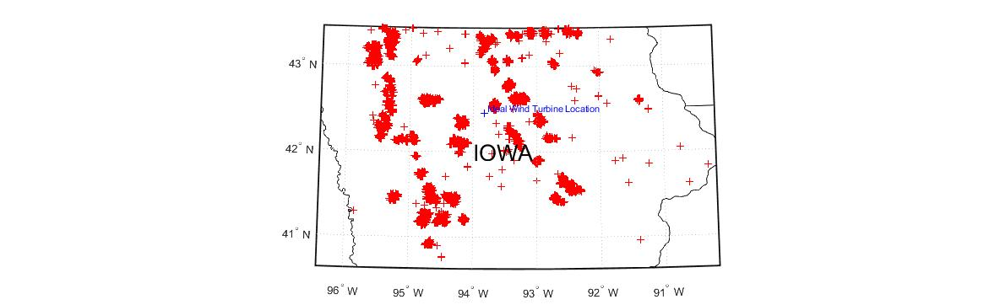 43° N
Ideal Wind Turbine Location
42° N
IOWA
41° N
96° W 95° W 94° W 93° W 92° W 91° W